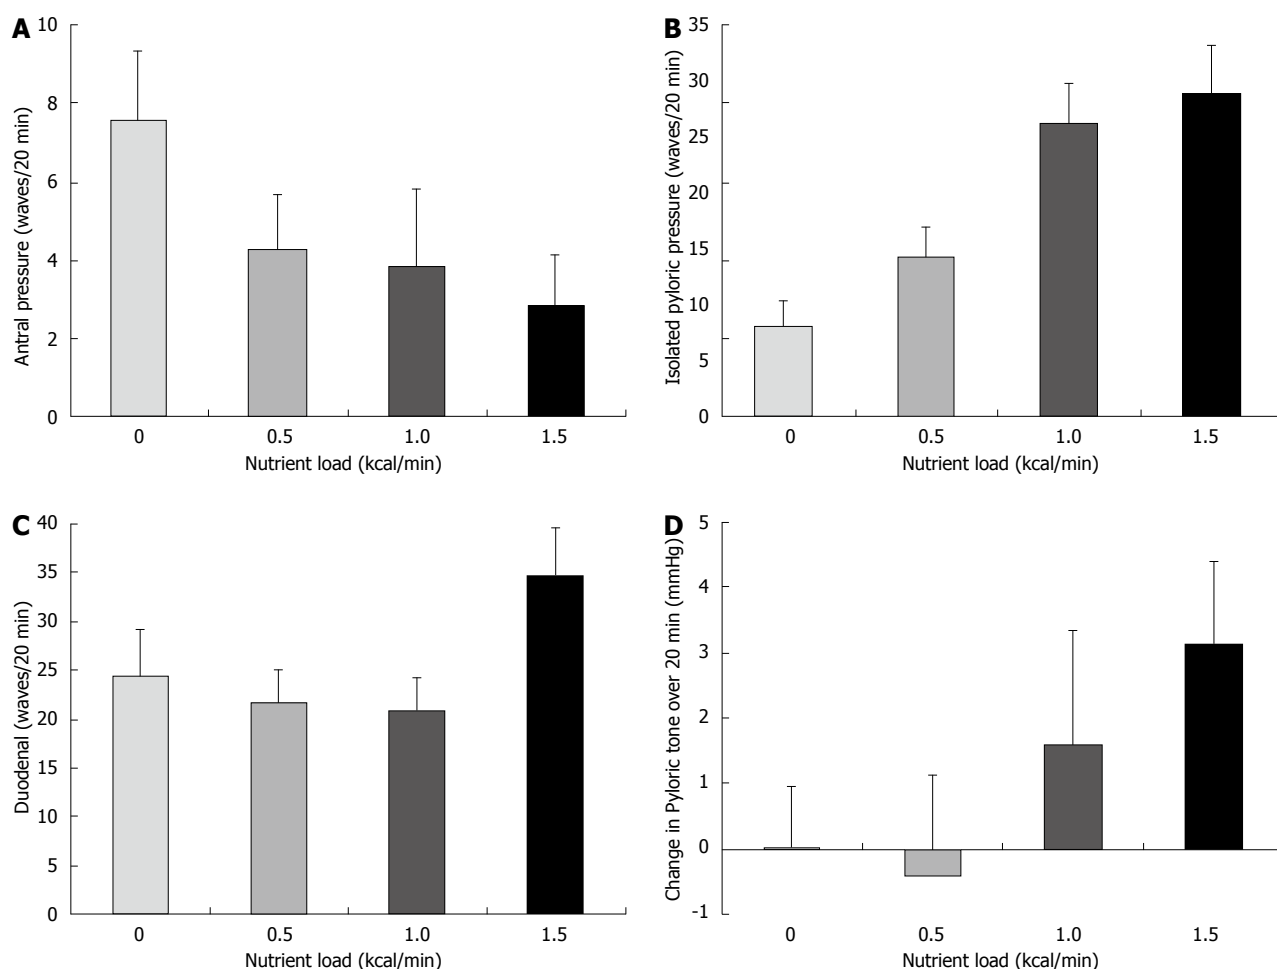 A
Antral pressure (waves/20 min)
10
8
6
4
2
0
0 0.5 1.0 1.5
Nutrient load (kcal/min)
B
Isolated pyloric pressure (waves/20 min)
35
30
25
20
15
10
5
0
0 0.5 1.0 1.5
Nutrient load (kcal/min)
C
Duodenal (waves/20 min)
40
35
30
25
20
15
10
5
0
0 0.5 1.0 1.5
Nutrient load (kcal/min)
D
Change in Pyloric tone over 20 min (mmHg)
5
4
3
2
1
0
-1
0 0.5 1.0 1.5
Nutrient load (kcal/min)